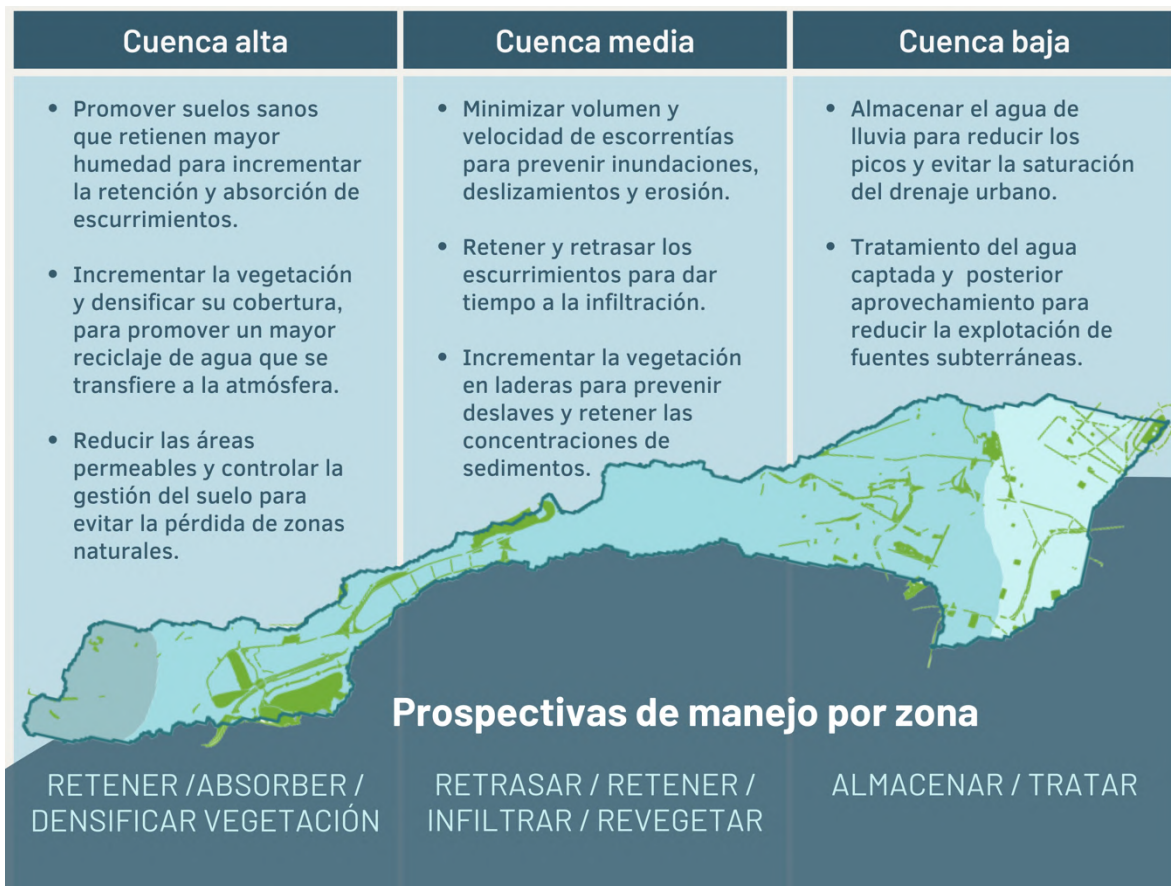 Cuenca alta
• Promover suelos sanos
que retienen mayor
humedad para incrementar
la retención y absorción de
escurrimientos.
• Incrementar la vegetación
y densificar su cobertura,
para promover un mayor
reciclaje de agua que se
transfiere a la atmósfera.
• Reducir las áreas
permeables y controlar la
gestión del suelo para
evitar la pérdida de zonas
naturales.
Cuenca media
• Minimizar volumen y
velocidad de escorrentías
para prevenir inundaciones,
deslizamientos y erosión.
• Retener y retrasar los
escurrimientos para dar
tiempo a la infiltración.
• Incrementar la vegetación
en laderas para prevenir
deslaves y retener las
concentraciones de
sedimentos.
Cuenca baja
• Almacenar el agua de
lluvia para reducir los
picos y evitar la saturación
del drenaje urbano.
• Tratamiento del agua
captada y posterior
aprovechamiento para
reducir la explotación de
fuentes subterráneas.
Prospectivas de manejo por zona
RETENER /ABSORBER /
DENSIFICAR VEGETACIÓN
RETRASAR / RETENER /
INFILTRAR / REVEGETAR
ALMACENAR / TRATAR